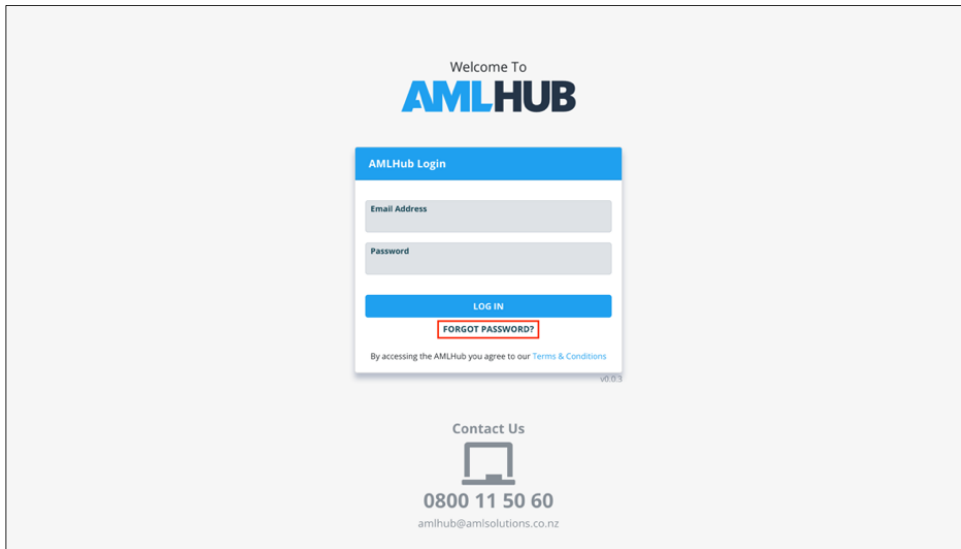 Welcome To
AMLHUB
AMLHub Login
Email Address
Password
LOG IN
FORGOT PASSWORD?
By accessing the AMLHub you agree to our Terms & Conditions
v0.0.3
Contact Us
0800 11 50 60
amlhub@amlsolutions.co.nz